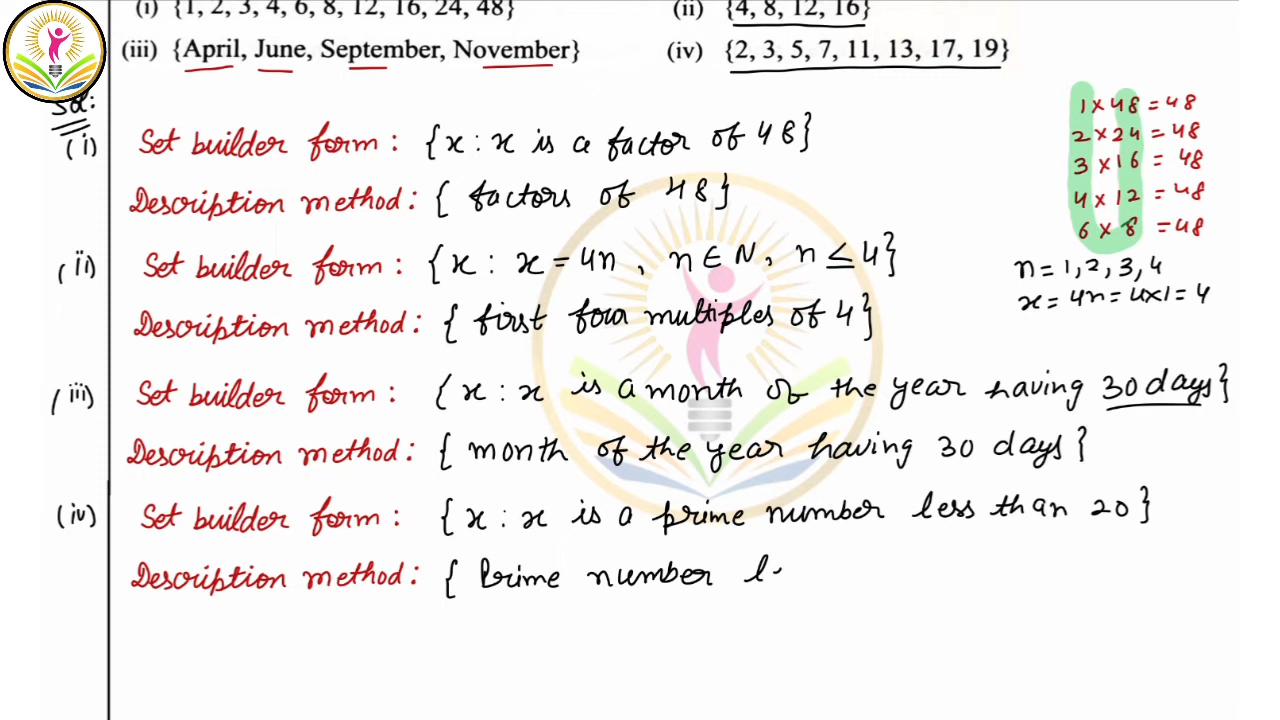 (i) {1, 2, 3, 4, 6, 8, 12, 16, 24, 48} (ii) {4, 8, 12, 16}
(iii) {April, June, September, November} (iv) {2, 3, 5, 7, 11, 13, 17, 19}
Sol:
(i) Set builder form : {x : x is a factor of 48}
Description method : { factors of 48}
(ii) Set builder form : {x : x = 4n , n ∈ N, n ≤ 4}
Description method : { first four multiples of 4 }
(iii) Set builder form : {x : x is a month of the year having 30 days}
Description method : { month of the year having 30 days }
(iv) Set builder form : {x : x is a prime number less than 20 }
Description method : { Prime number l
1 × 48 = 48
2 × 24 = 48
3 × 16 = 48
4 × 12 = 48
6 × 8 = 48
n = 1, 2, 3, 4
x = 4n = 4×1 = 4